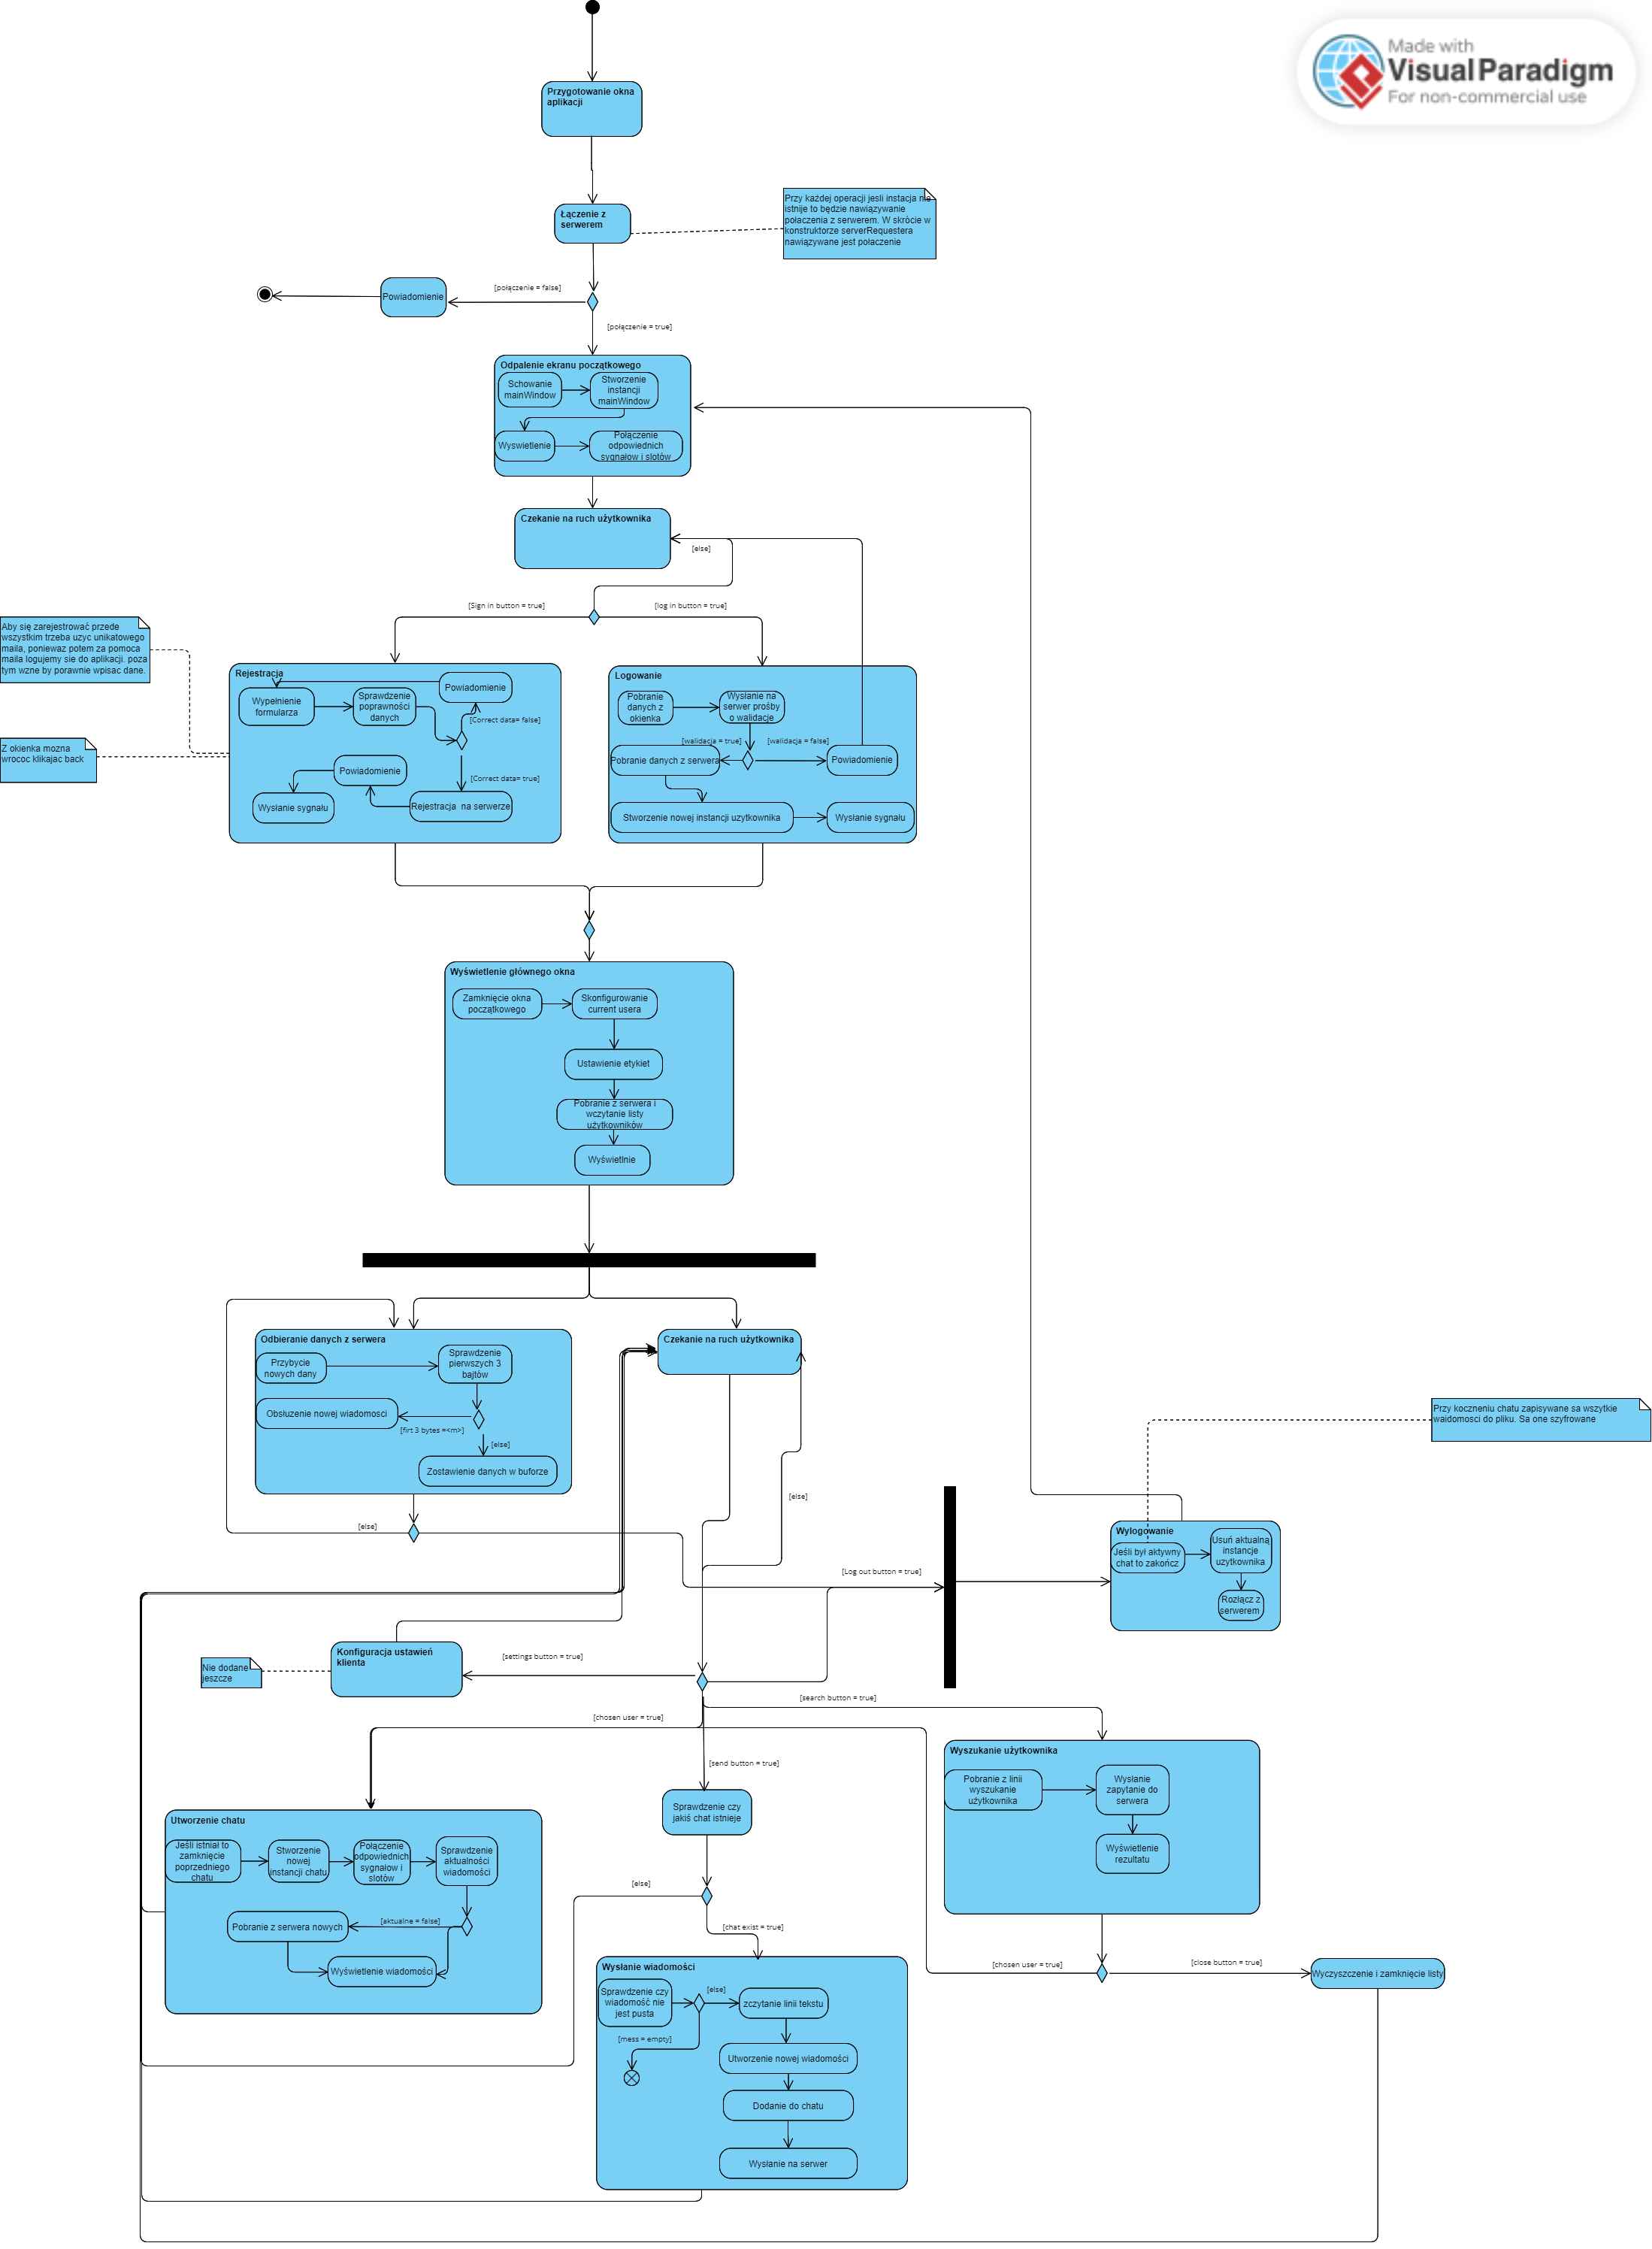 Made with
Visual Paradigm
For non-commercial use
Przygotowanie okna
aplikacji
Łączenie z
serwerem
Przy każdej operacji jesli instacja nie
istnije to będzie nawiązywanie
połaczenia z serwerem. W skrócie w
konstruktorze serverRequestera
nawiązywane jest połaczenie
Powiadomienie
[połączenie = false]
[połączenie = true]
Odpalenie ekranu początkowego
Schowanie
mainWindow
Stworzenie
instancji
mainWindow
Wyswietlenie
Połączenie
odpowiednich
sygnałow i slotów
Czekanie na ruch użytkownika
[else]
[Sign in button = true]
[log in button = true]
Aby się zarejestrować przede
wszystkim trzeba uzyc unikatowego
maila, ponieważ potem za pomoca
maila logujemy sie do aplikacji. poza
tym wzne by porawnie wpisac dane.
Z okienka mozna
wrococ klikajac back
Rejestracja
Wypełnienie
formularza
Sprawdzenie
poprawności
danych
Powiadomienie
[Correct data= false]
[Correct data= true]
Powiadomienie
Wysłanie sygnału
Rejestracja  na serwerze
Logowanie
Pobranie
danych z
okienka
Wysłanie na
serwer prośby
o walidacje
[walidacja = true]
[walidacja = false]
Pobranie danych z serwera
Powiadomienie
Stworzenie nowej instancji uzytkownika
Wysłanie sygnału
Wyświetlenie głównego okna
Zamknięcie okna
początkowego
Skonfigurowanie
current usera
Ustawienie etykiet
Pobranie z serwera i
wczytanie listy
użytkowników
Wyświetlnie
Odbieranie danych z serwera
Przybycie
nowych dany
Sprawdzenie
pierwszych 3
bajtów
Obsłuzenie nowej wiadomosci
[firt 3 bytes =<m>]
[else]
Zostawienie danych w buforze
[else]
Czekanie na ruch użytkownika
[else]
[Log out button = true]
Przy koczneniu chatu zapisywane sa wszytkie
waidomosci do pliku. Sa one szyfrowane
Wylogowanie
Jeśli był aktywny
chat to zakończ
Usuń aktualną
instancje
uzytkownika
Rozłącz z
serwerem
Nie dodane
jeszcze
Konfiguracja ustawień
klienta
[settings button = true]
[search button = true]
[chosen user = true]
[send button = true]
Wyszukanie użytkownika
Pobranie z linii
wyszukanie
użytkownika
Wysłanie
zapytanie do
serwera
Wyświetlenie
rezultatu
Sprawdzenie czy
jakiś chat istnieje
[else]
[chat exist = true]
Utworzenie chatu
Jeśli istniał to
zamknięcie
poprzedniego
chatu
Stworzenie
nowej
instancji chatu
Połączenie
odpowiednich
sygnałow i
slotów
Sprawdzenie
aktualności
wiadomości
[aktualne = false]
Pobranie z serwera nowych
Wyświetlenie wiadomości
[chosen user = true]
[close button = true]
Wyczyszczenie i zamknięcie listy
Wysłanie wiadomości
Sprawdzenie czy
wiadomość nie
jest pusta
[else]
zczytanie linii tekstu
[mess = empty]
Utworzenie nowej wiadomości
Dodanie do chatu
Wysłanie na serwer